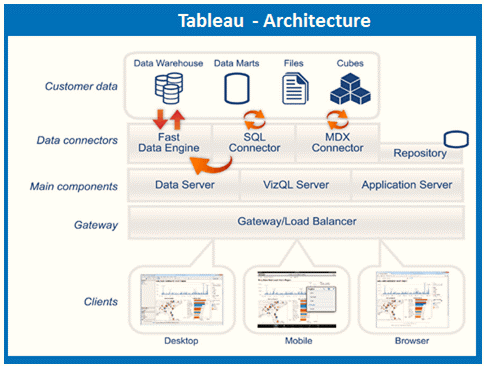 Tableau - Architecture
Data Warehouse Data Marts Files Cubes
Customer data
Data connectors
Fast
Data Engine
SQL
Connector
MDX
Connector
Repository
Main components
Data Server VizQL Server Application Server
Gateway
Gateway/Load Balancer
Clients
Desktop Mobile Browser